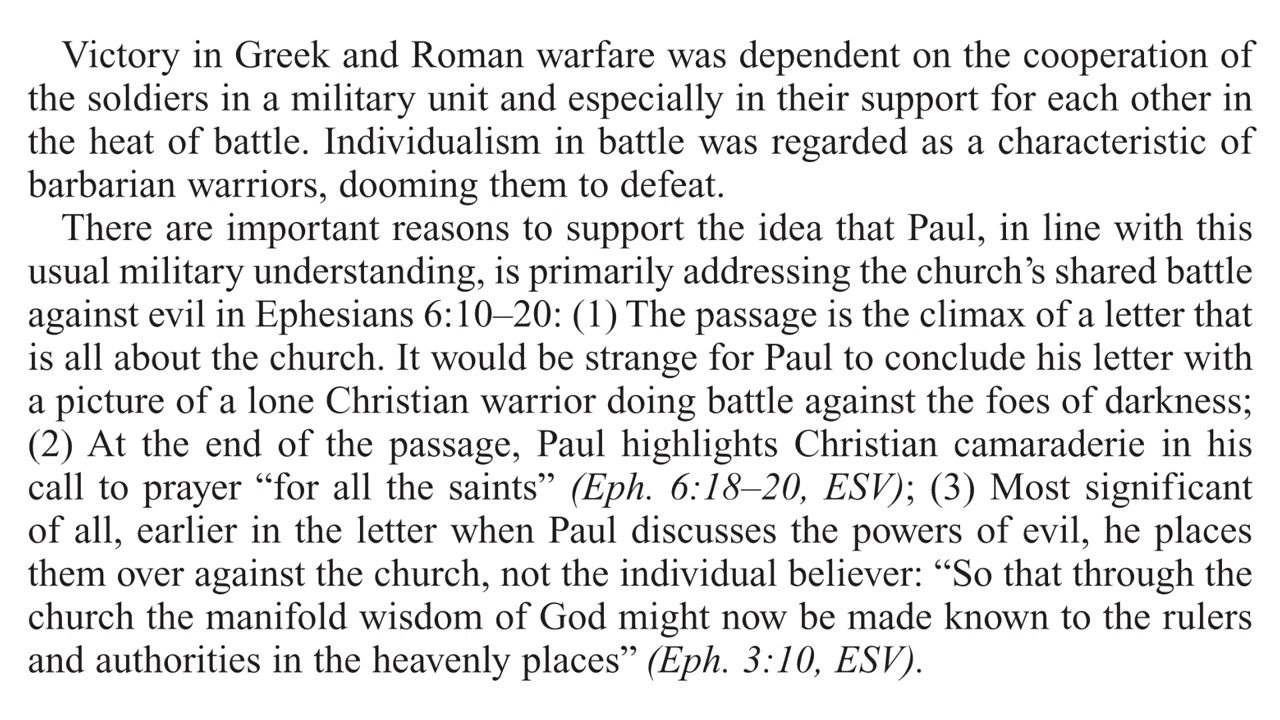 Victory in Greek and Roman warfare was dependent on the cooperation of
the soldiers in a military unit and especially in their support for each other in
the heat of battle. Individualism in battle was regarded as a characteristic of
barbarian warriors, dooming them to defeat.
There are important reasons to support the idea that Paul, in line with this
usual military understanding, is primarily addressing the church’s shared battle
against evil in Ephesians 6:10–20: (1) The passage is the climax of a letter that
is all about the church. It would be strange for Paul to conclude his letter with
a picture of a lone Christian warrior doing battle against the foes of darkness;
(2) At the end of the passage, Paul highlights Christian camaraderie in his
call to prayer “for all the saints” (Eph. 6:18–20, ESV); (3) Most significant
of all, earlier in the letter when Paul discusses the powers of evil, he places
them over against the church, not the individual believer: “So that through the
church the manifold wisdom of God might now be made known to the rulers
and authorities in the heavenly places” (Eph. 3:10, ESV).